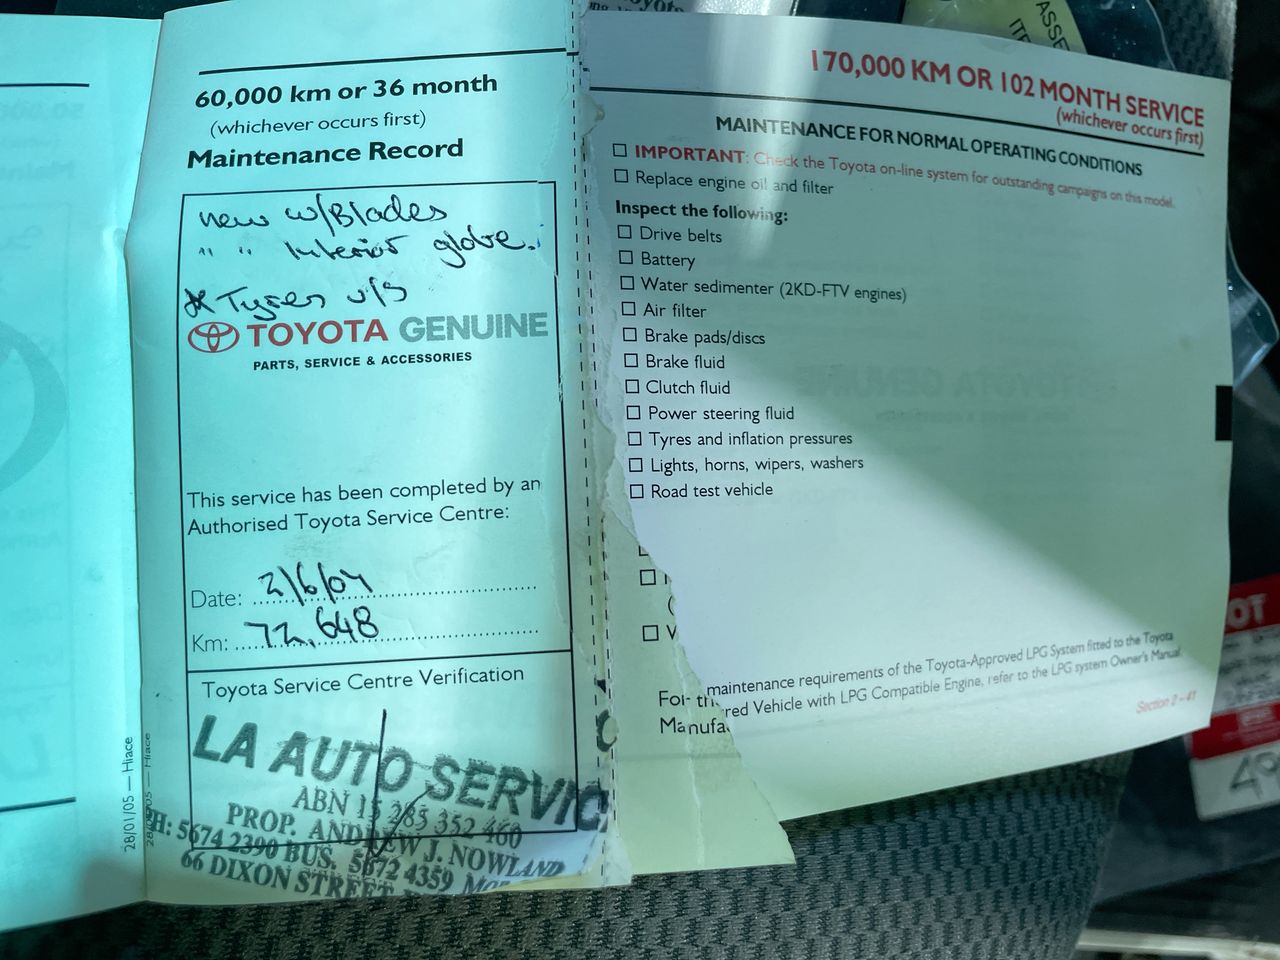 60,000 km or 36 month
(whichever occurs first)
Maintenance Record
new w/Blades
" " Interior globe.
* Tyres u/s
TOYOTA GENUINE
PARTS, SERVICE & ACCESSORIES
This service has been completed by an
Authorised Toyota Service Centre:
Date: 2/6/07
Km: 72,648
Toyota Service Centre Verification
LA AUTO SERVIC
ABN 15 285 352 460
PROP. ANDREW J. NOWLAND
H: 5674 2390 BUS. 5672 4359
66 DIXON STREET
28/01/05 — Hiace
Hiace
170,000 KM OR 102 MONTH SERVICE
(whichever occurs first)
MAINTENANCE FOR NORMAL OPERATING CONDITIONS
☐ IMPORTANT: Check the Toyota on-line system for outstanding campaigns on this model.
☐ Replace engine oil and filter
Inspect the following:
☐ Drive belts
☐ Battery
☐ Water sedimenter (2KD-FTV engines)
☐ Air filter
☐ Brake pads/discs
☐ Brake fluid
☐ Clutch fluid
☐ Power steering fluid
☐ Tyres and inflation pressures
☐ Lights, horns, wipers, washers
☐ Road test vehicle
For th maintenance requirements of the Toyota-Approved LPG System fitted to the Toyota
Manufa red Vehicle with LPG Compatible Engine, refer to the LPG system Owner's Manual.
Section 2 – 41
ASSE
ITE
OT
49